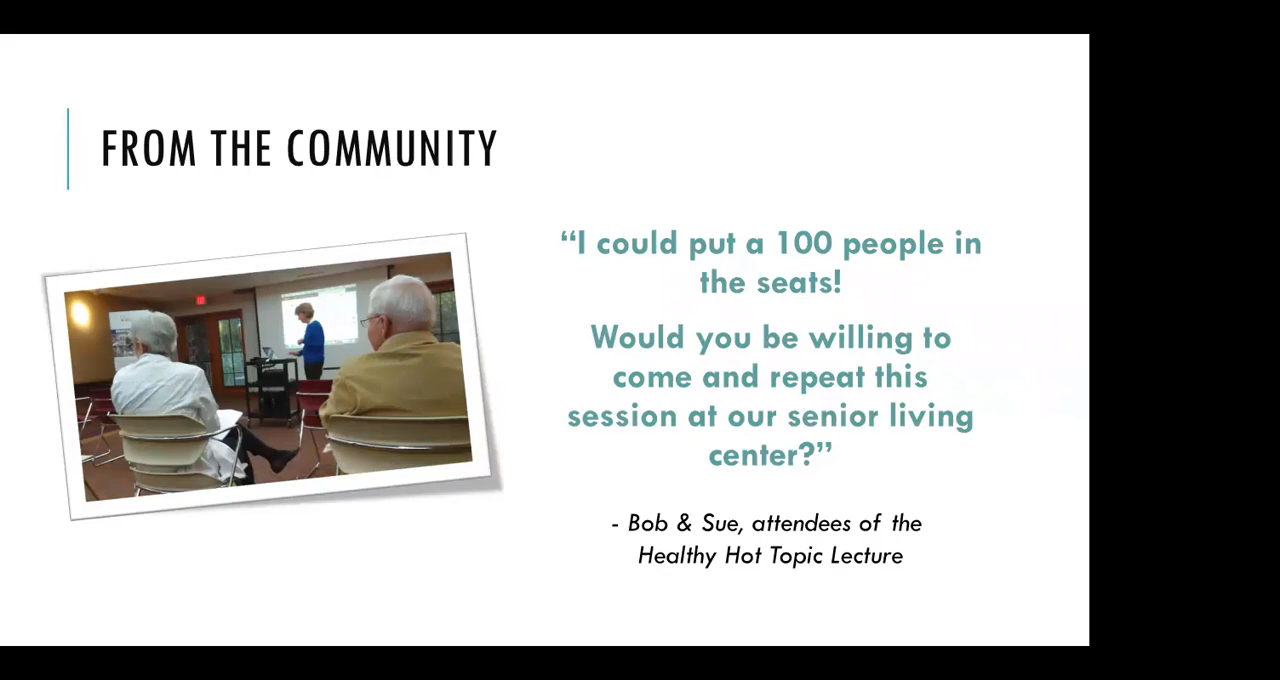 FROM THE COMMUNITY
“I could put a 100 people in
the seats!
Would you be willing to
come and repeat this
session at our senior living
center?”
- Bob & Sue, attendees of the
Healthy Hot Topic Lecture